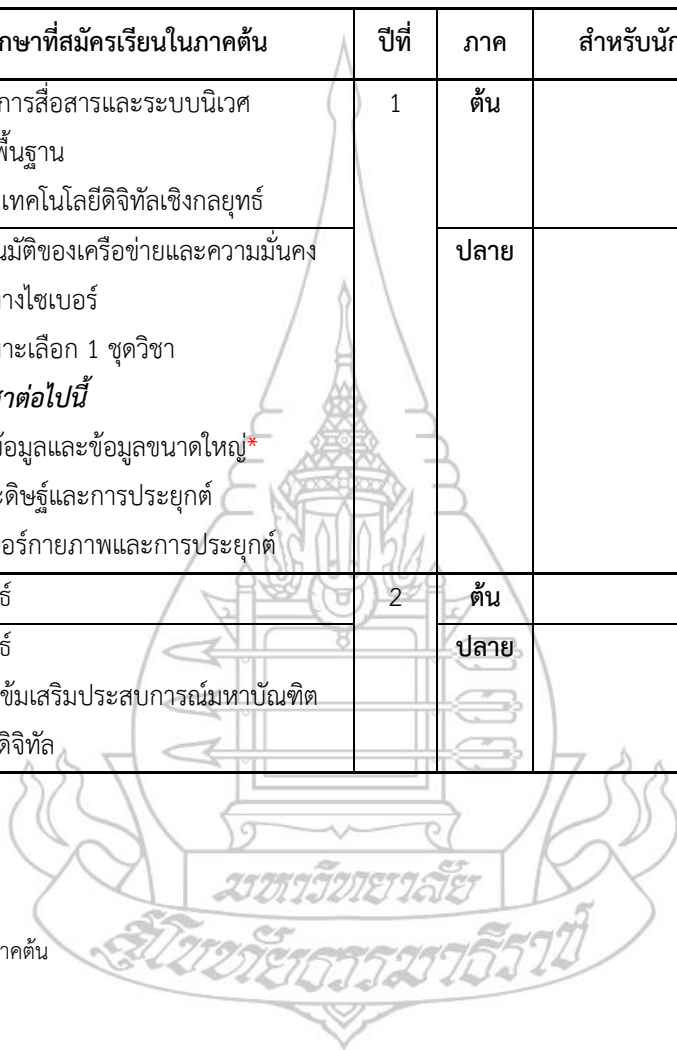 กษาที่สมัครเรียนในภาคต้น ปีที่ ภาค สำหรับนัก
การสื่อสารและระบบนิเวศ 1 ต้น
พื้นฐาน
เทคโนโลยีดิจิทัลเชิงกลยุทธ์
นมัติของเครือข่ายและความมั่นคง ปลาย
างไซเบอร์
าะเลือก 1 ชุดวิชา
าต่อไปนี้
ข้อมูลและข้อมูลขนาดใหญ่*
ะดิษฐ์และการประยุกต์
อร์กายภาพและการประยุกต์
ธ์ 2 ต้น
ธ์ ปลาย
ข้มเสริมประสบการณ์มหาบัณฑิต
ดิจิทัล
มหาวิทยาลัย
สุโขทัยธรรมาธิราช
าคต้น